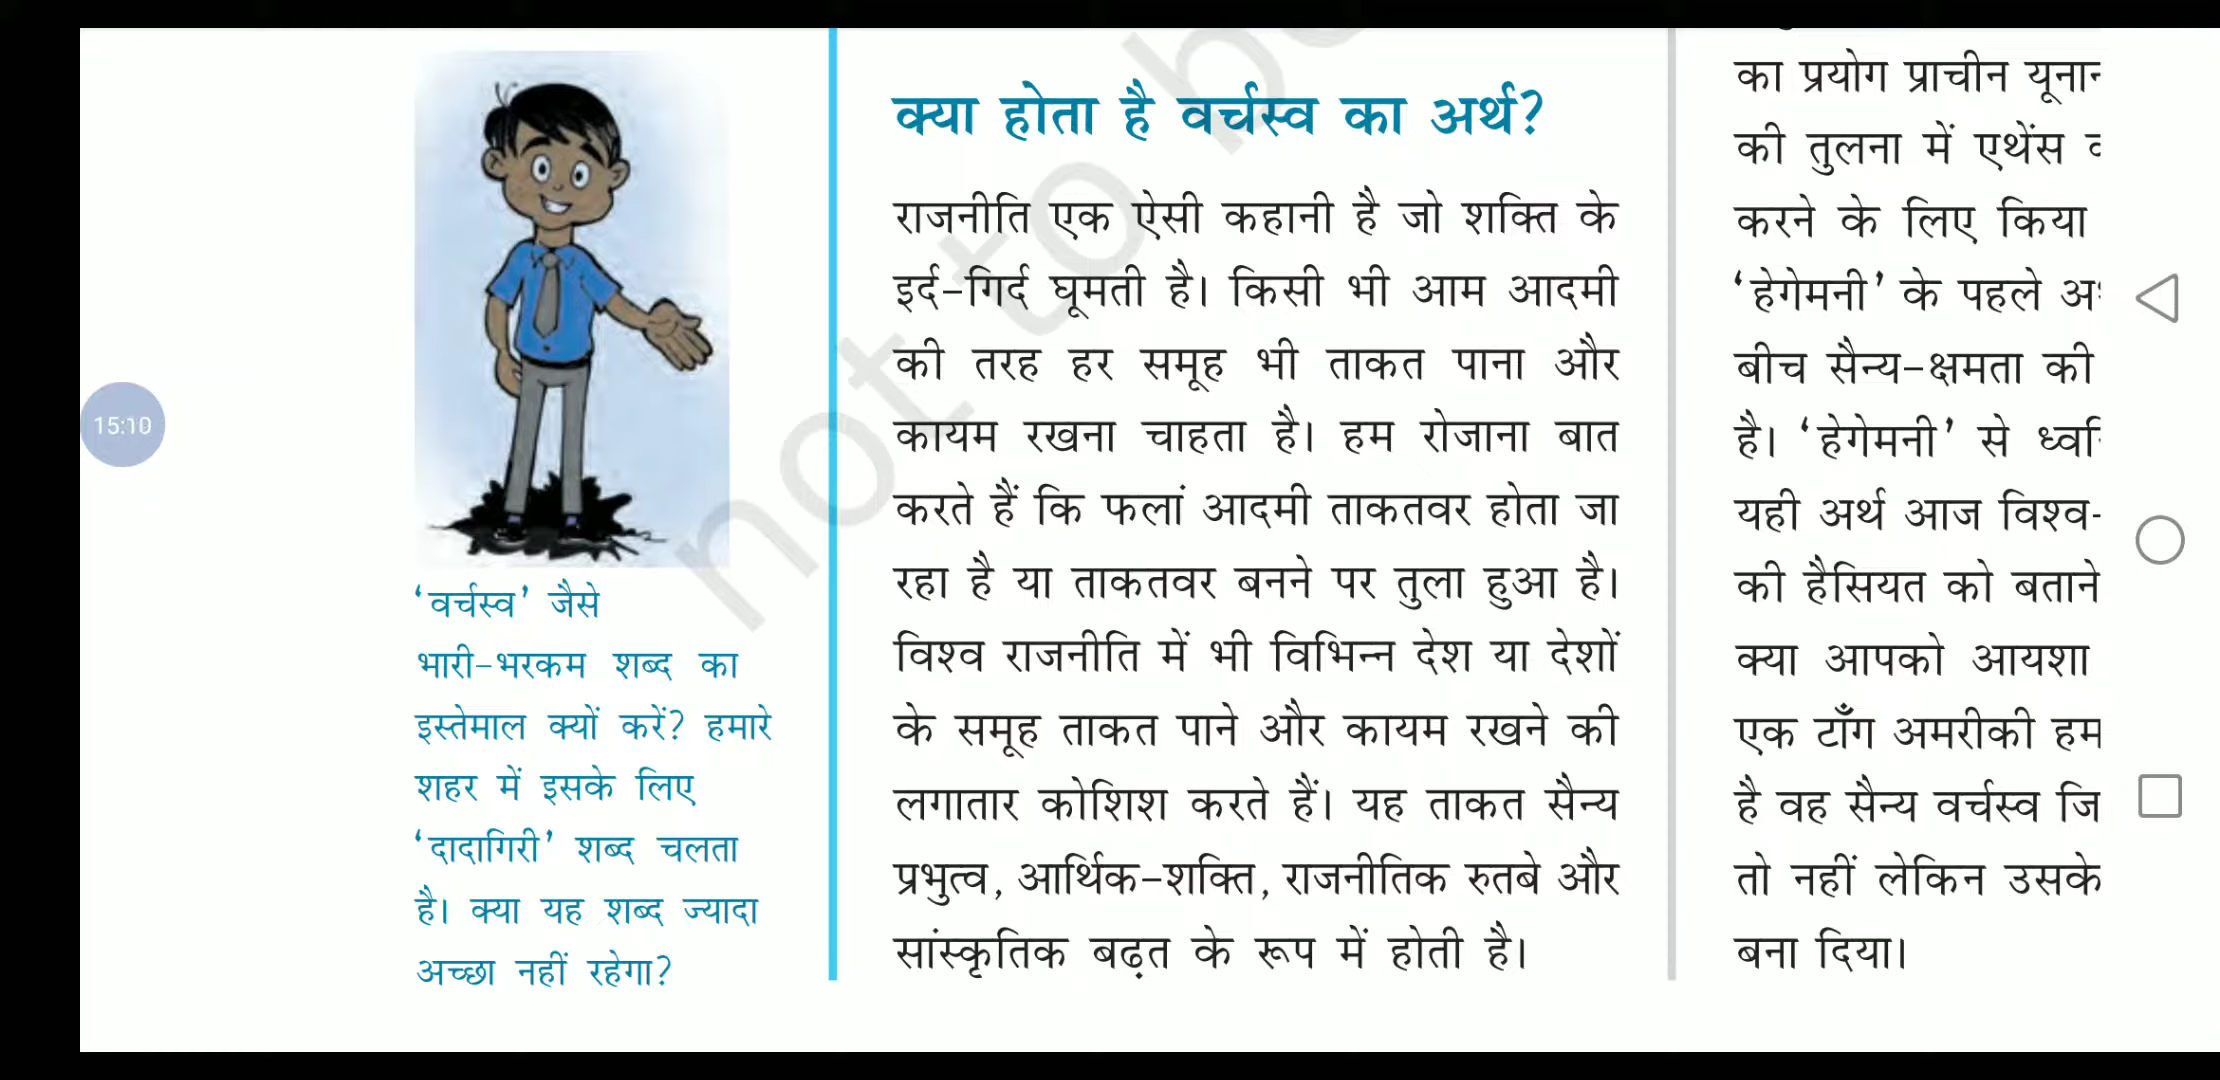 15:10
‘वर्चस्व’ जैसे
भारी-भरकम शब्द का
इस्तेमाल क्यों करें? हमारे
शहर में इसके लिए
‘दादागिरी’ शब्द चलता
है। क्या यह शब्द ज्यादा
अच्छा नहीं रहेगा?
क्या होता है वर्चस्व का अर्थ?
राजनीति एक ऐसी कहानी है जो शक्ति के
इर्द-गिर्द घूमती है। किसी भी आम आदमी
की तरह हर समूह भी ताकत पाना और
कायम रखना चाहता है। हम रोजाना बात
करते हैं कि फलां आदमी ताकतवर होता जा
रहा है या ताकतवर बनने पर तुला हुआ है।
विश्व राजनीति में भी विभिन्न देश या देशों
के समूह ताकत पाने और कायम रखने की
लगातार कोशिश करते हैं। यह ताकत सैन्य
प्रभुत्व, आर्थिक-शक्ति, राजनीतिक रुतबे और
सांस्कृतिक बढ़त के रूप में होती है।
का प्रयोग प्राचीन
की तुलना में एथेंस
करने के लिए किया
‘हेगेमनी’ के पहले
बीच सैन्य-क्षमता की
है। ‘हेगेमनी’ से
यही अर्थ आज विश्व-
की हैसियत को बताने
क्या आपको आयशा
एक टाँग अमरीकी
है वह सैन्य वर्चस्व
तो नहीं लेकिन उसके
बना दिया।
not to